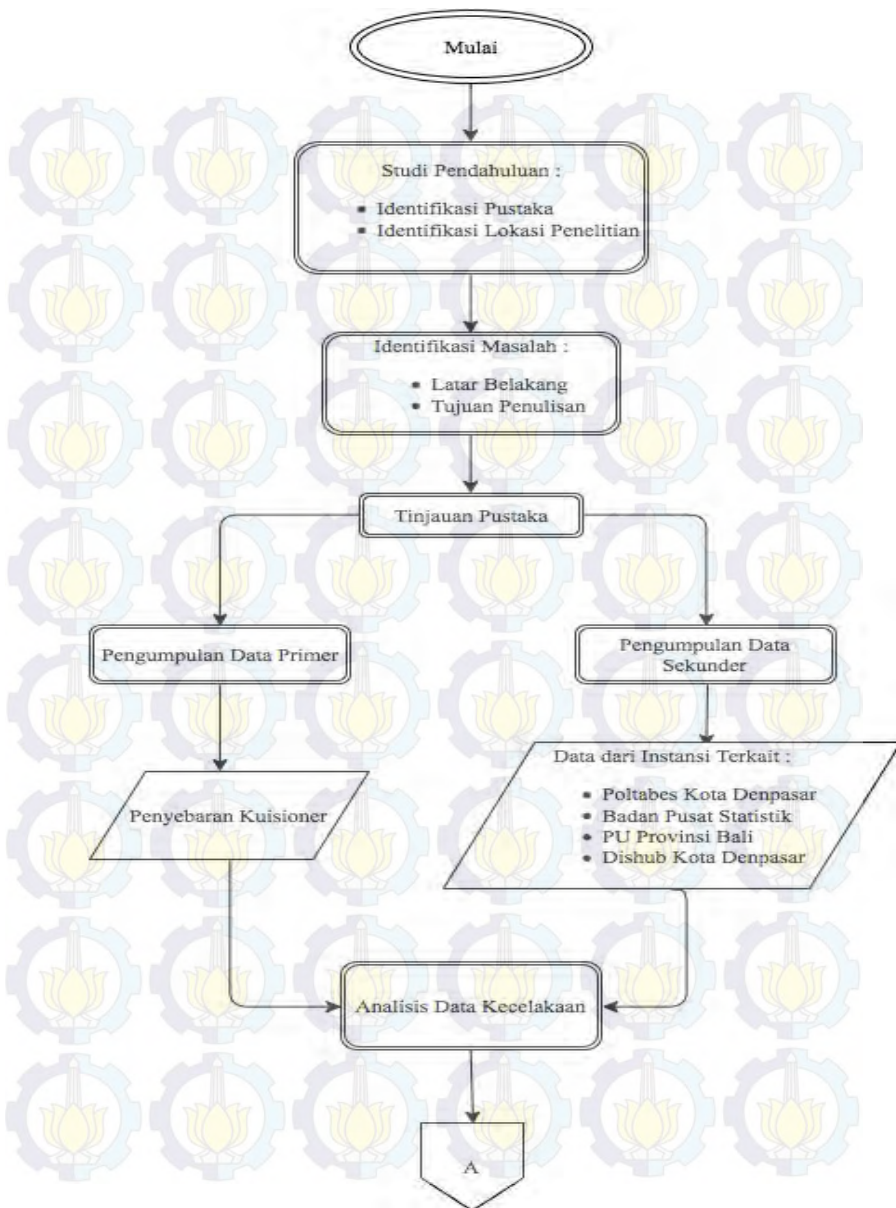 Mulai
Studi Pendahuluan :
• Identifikasi Pustaka
• Identifikasi Lokasi Penelitian
Identifikasi Masalah :
• Latar Belakang
• Tujuan Penulisan
Tinjauan Pustaka
Pengumpulan Data Primer
Pengumpulan Data
Sekunder
Penyebaran Kuisioner
Data dari Instansi Terkait :
• Poltabes Kota Denpasar
• Badan Pusat Statistik
• PU Provinsi Bali
• Dishub Kota Denpasar
Analisis Data Kecelakaan
A